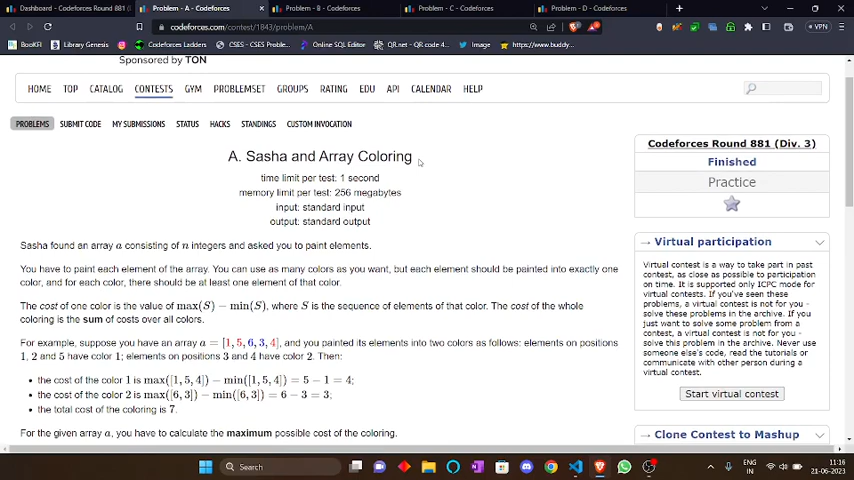 Dashboard - Codeforces Round 881 (
Problem - A - Codeforces
Problem - B - Codeforces
Problem - C - Codeforces
Problem - D - Codeforces
codeforces.com/contest/1843/problem/A
VPN
BookKFI
Library Genesis
Codeforces Ladders
CSES - CSES Proble...
Online SQL Editor
QR.net - QR code 4...
Image
https://www.buddy...
Sponsored by TON
HOME TOP CATALOG CONTESTS GYM PROBLEMSET GROUPS RATING EDU API CALENDAR HELP
PROBLEMS SUBMIT CODE MY SUBMISSIONS STATUS HACKS STANDINGS CUSTOM INVOCATION
A. Sasha and Array Coloring
time limit per test: 1 second
memory limit per test: 256 megabytes
input: standard input
output: standard output
Sasha found an array a consisting of n integers and asked you to paint elements.
You have to paint each element of the array. You can use as many colors as you want, but each element should be painted into exactly one
color, and for each color, there should be at least one element of that color.
The cost of one color is the value of max(S) − min(S), where S is the sequence of elements of that color. The cost of the whole
coloring is the sum of costs over all colors.
For example, suppose you have an array a = [1, 5, 6, 3, 4], and you painted its elements into two colors as follows: elements on positions
1, 2 and 5 have color 1; elements on positions 3 and 4 have color 2. Then:
• the cost of the color 1 is max([1, 5, 4]) − min([1, 5, 4]) = 5 − 1 = 4;
• the cost of the color 2 is max([6, 3]) − min([6, 3]) = 6 − 3 = 3;
• the total cost of the coloring is 7.
For the given array a, you have to calculate the maximum possible cost of the coloring.
Codeforces Round 881 (Div. 3)
Finished
Practice
→ Virtual participation
Virtual contest is a way to take part in past
contest, as close as possible to participation
on time. It is supported only ICPC mode for
virtual contests. If you've seen these
problems, a virtual contest is not for you -
solve these problems in the archive. If you
just want to solve some problem from a
contest, a virtual contest is not for you -
solve this problem in the archive. Never use
someone else's code, read the tutorials or
communicate with other person during a
virtual contest.
Start virtual contest
→ Clone Contest to Mashup
Search
ENG
IN
11:16
21-06-2023